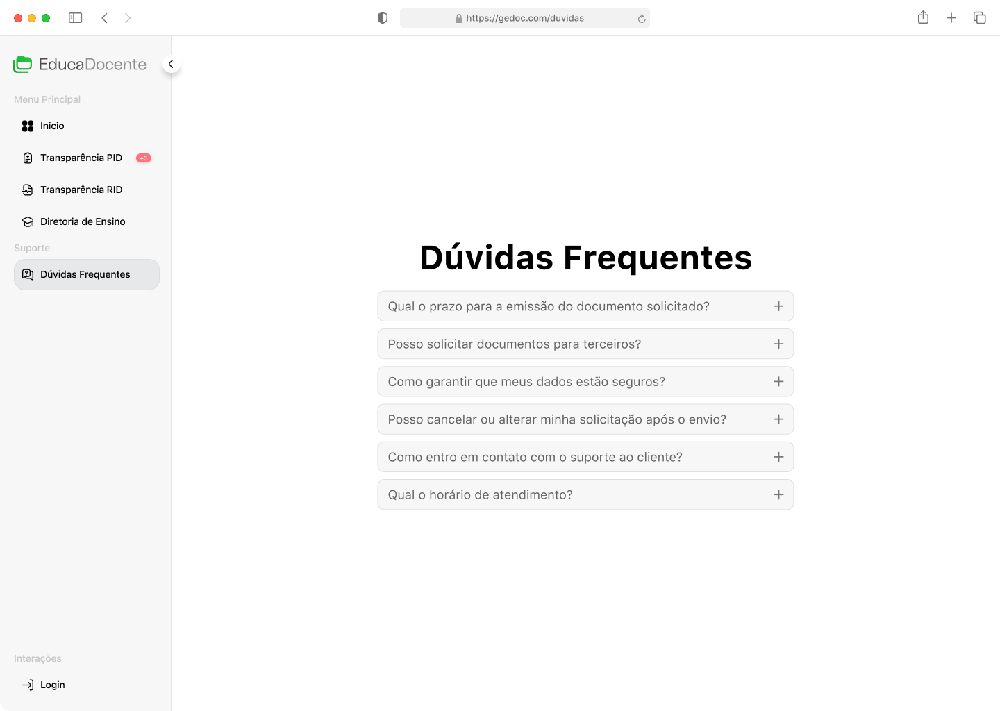 https://gedoc.com/duvidas
EducaDocente
Menu Principal
Inicio
Transparência PID +3
Transparência RID
Diretoria de Ensino
Suporte
Dúvidas Frequentes
Interações
Login
Dúvidas Frequentes
Qual o prazo para a emissão do documento solicitado?
Posso solicitar documentos para terceiros?
Como garantir que meus dados estão seguros?
Posso cancelar ou alterar minha solicitação após o envio?
Como entro em contato com o suporte ao cliente?
Qual o horário de atendimento?